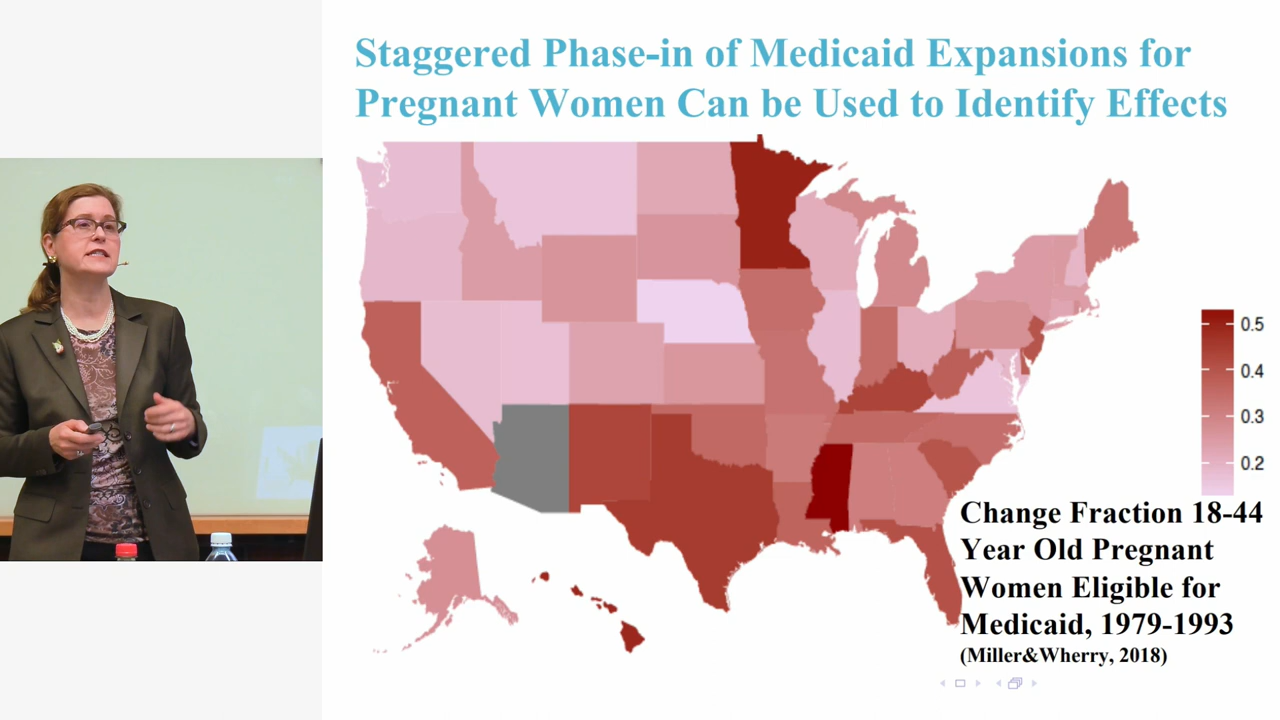 Staggered Phase-in of Medicaid Expansions for
Pregnant Women Can be Used to Identify Effects
0.5
0.4
0.3
0.2
Change Fraction 18-44
Year Old Pregnant
Women Eligible for
Medicaid, 1979-1993
(Miller&Wherry, 2018)